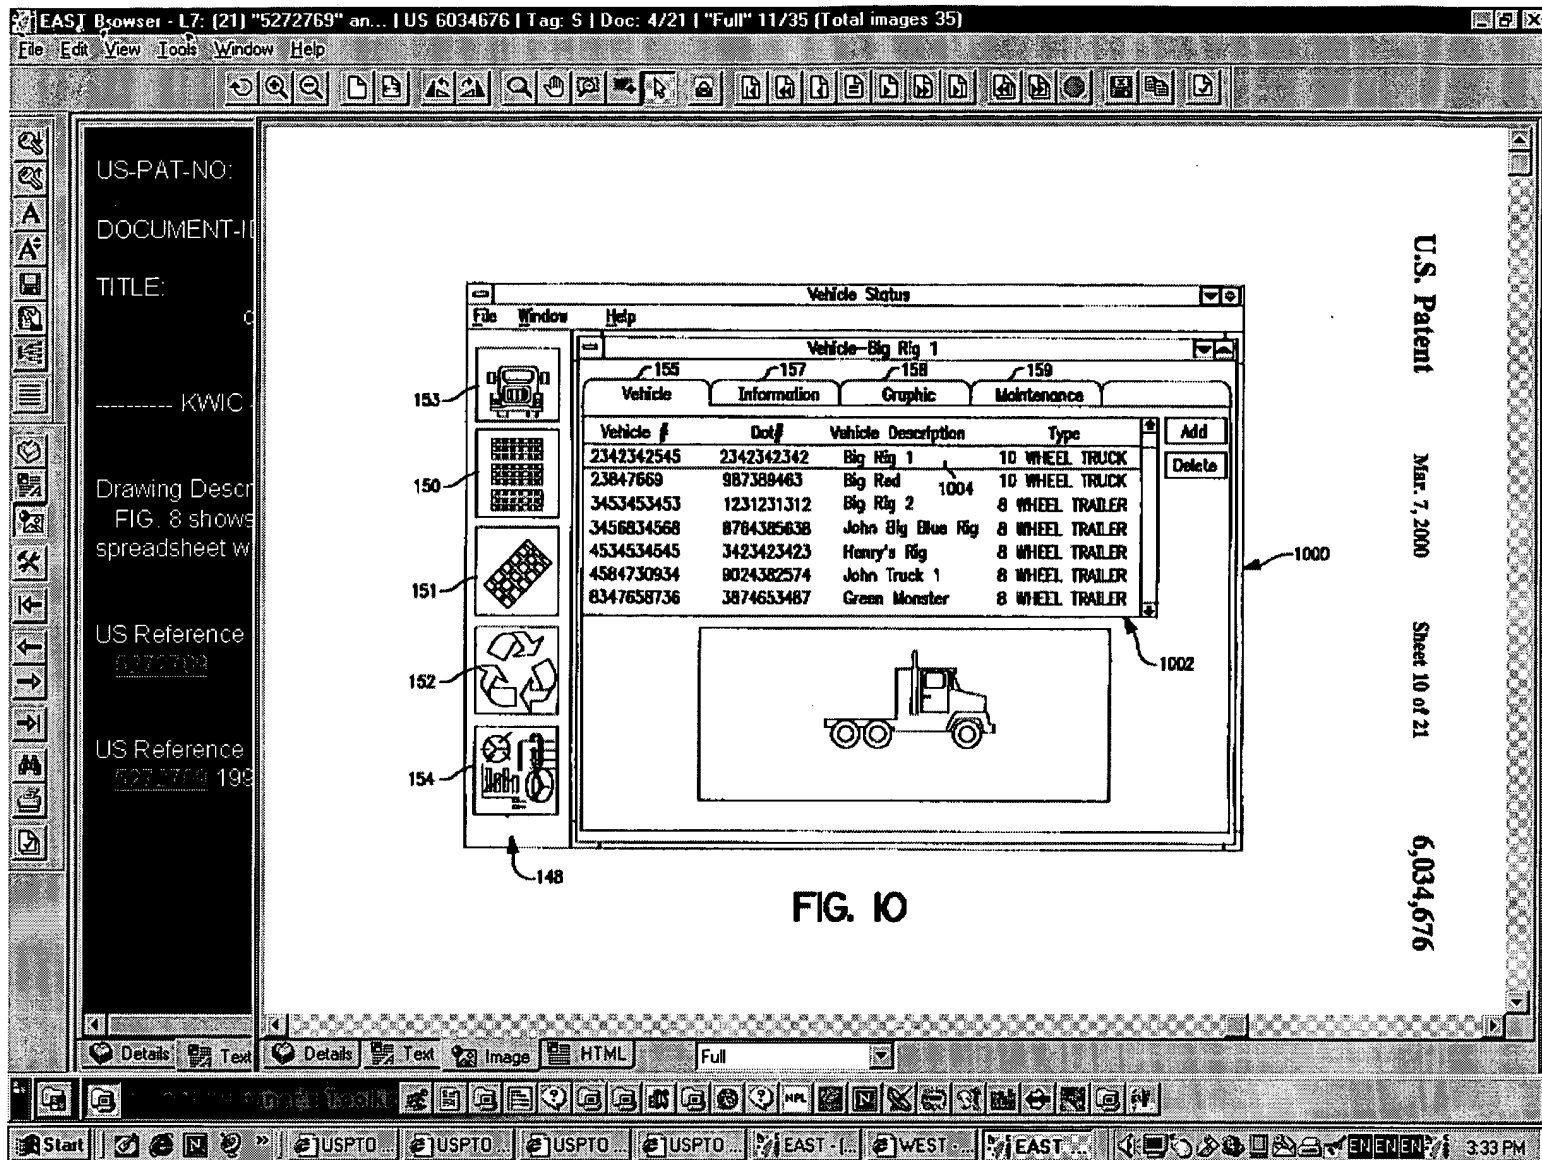 EAST Browser - L7: (21) "5272769" an... | US 6034676 | Tag: S | Doc: 4/21 | "Full" 11/35 (Total images 35)
File Edit View Tools Window Help
US-PAT-NO:
DOCUMENT-I
TITLE:
--------- KWIC
Drawing Descr
FIG. 8 shows
spreadsheet w
US Reference
5272769
US Reference
5272769 199
U.S. Patent
Mar. 7, 2000
Sheet 10 of 21
6,034,676
Vehicle Status
File Window Help
Vehicle-Big Rig 1
155 157 158 159
Vehicle Information Graphic Maintenance
Vehicle # Dot# Vehicle Description Type
2342342545 2342342342 Big Rig 1 10 WHEEL TRUCK
23847669 987389463 Big Red 10 WHEEL TRUCK
3453453453 1231231312 Big Rig 2 8 WHEEL TRAILER
3456834568 8764385638 John Big Blue Rig 8 WHEEL TRAILER
4534534545 3423423423 Henry's Rig 8 WHEEL TRAILER
4584730934 9024382574 John Truck 1 8 WHEEL TRAILER
8347658736 3874653487 Green Monster 8 WHEEL TRAILER
Add
Delete
1004
1000
1002
153
150
151
152
154
148
FIG. 10
Details Text Details Text Image HTML Full
NPL
Start USPTO ... USPTO ... USPTO ... USPTO ... EAST - [... WEST - ... EAST ... EN EN EN 3:33 PM